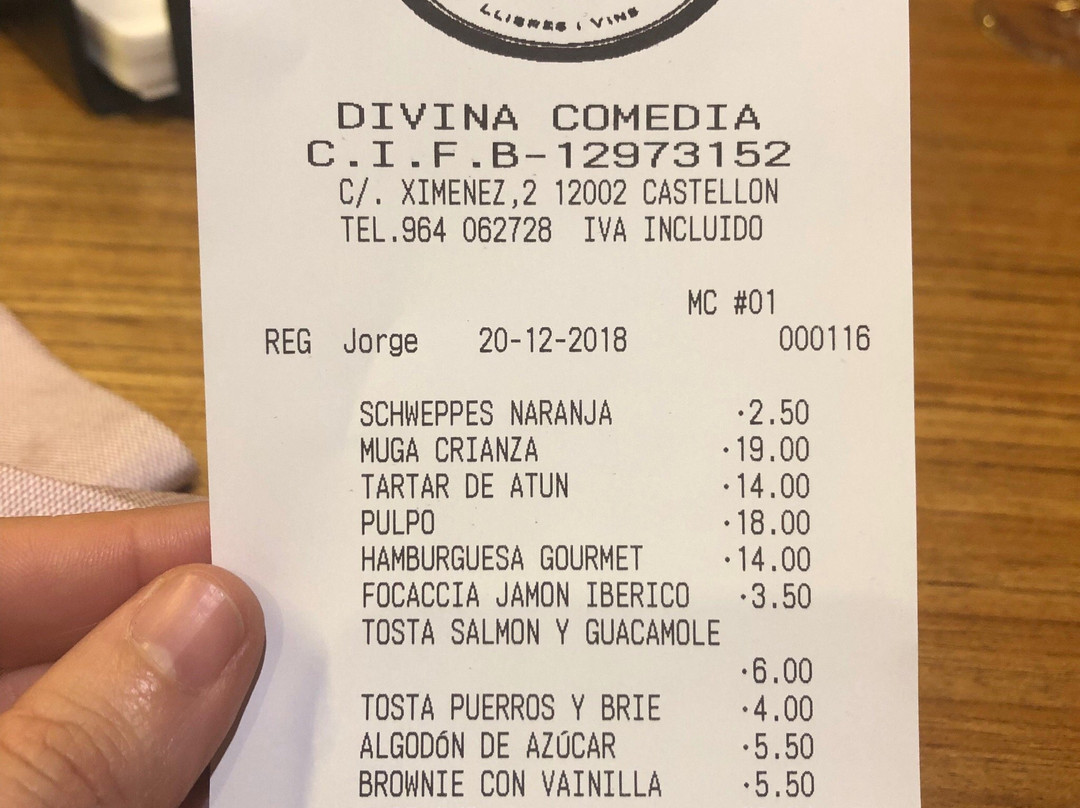 LLIBRES i VINS
DIVINA COMEDIA
C.I.F.B-12973152
C/. XIMENEZ,2 12002 CASTELLON
TEL.964 062728 IVA INCLUIDO
MC #01
REG Jorge 20-12-2018 000116
SCHWEPPES NARANJA ·2.50
MUGA CRIANZA ·19.00
TARTAR DE ATUN ·14.00
PULPO ·18.00
HAMBURGUESA GOURMET ·14.00
FOCACCIA JAMON IBERICO ·3.50
TOSTA SALMON Y GUACAMOLE
·6.00
TOSTA PUERROS Y BRIE ·4.00
ALGODÓN DE AZÚCAR ·5.50
BROWNIE CON VAINILLA ·5.50